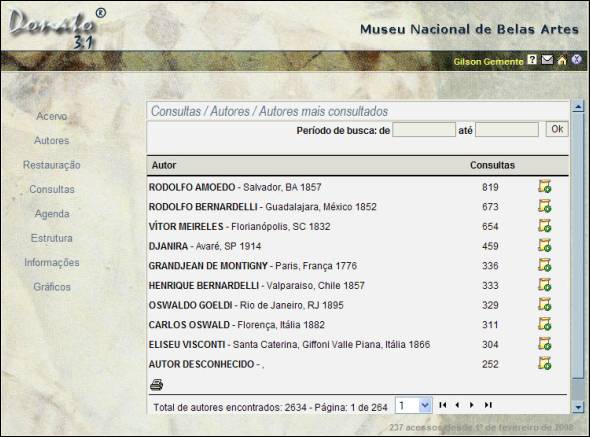 Donato ®
3.1
Museu Nacional de Belas Artes
Gilson Gemente ?
Acervo
Autores
Restauração
Consultas
Agenda
Estrutura
Informações
Gráficos
Consultas / Autores / Autores mais consultados
Período de busca: de até Ok
Autor Consultas
RODOLFO AMOEDO - Salvador, BA 1857 819
RODOLFO BERNARDELLI - Guadalajara, México 1852 673
VÍTOR MEIRELES - Florianópolis, SC 1832 654
DJANIRA - Avaré, SP 1914 459
GRANDJEAN DE MONTIGNY - Paris, França 1776 336
HENRIQUE BERNARDELLI - Valparaiso, Chile 1857 333
OSWALDO GOELDI - Rio de Janeiro, RJ 1895 329
CARLOS OSWALD - Florença, Itália 1882 311
ELISEU VISCONTI - Santa Caterina, Giffoni Valle Piana, Itália 1866 304
AUTOR DESCONHECIDO - , 252
Total de autores encontrados: 2634 - Página: 1 de 264 1
237 acessos desde 1º de fevereiro de 2008